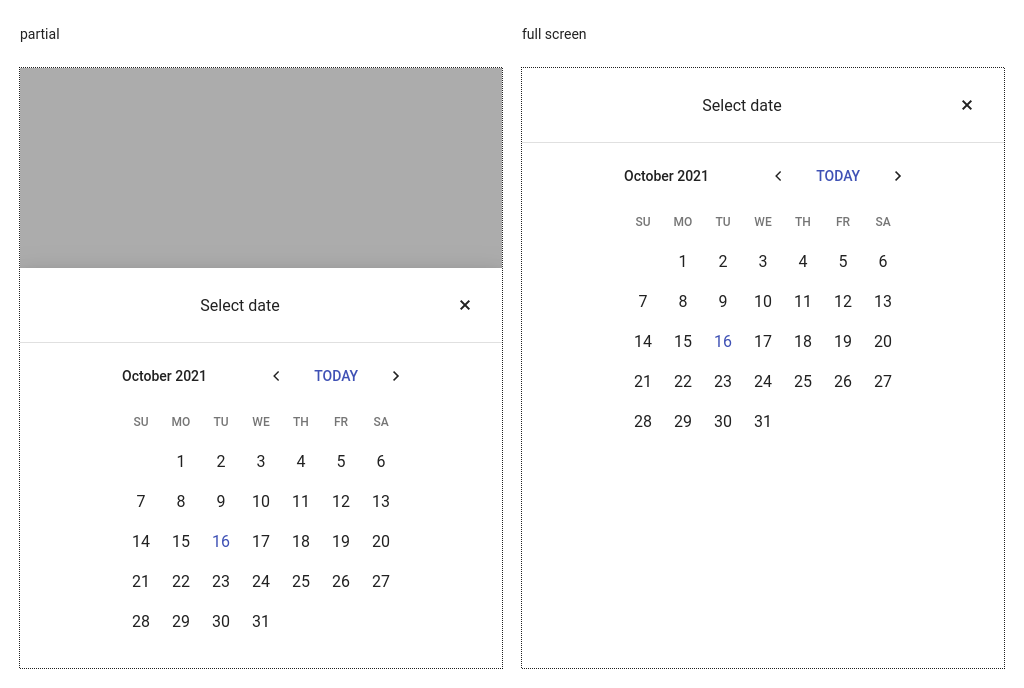 partial
Select date ×
October 2021 TODAY
SU MO TU WE TH FR SA
1 2 3 4 5 6
7 8 9 10 11 12 13
14 15 16 17 18 19 20
21 22 23 24 25 26 27
28 29 30 31
full screen
Select date ×
October 2021 TODAY
SU MO TU WE TH FR SA
1 2 3 4 5 6
7 8 9 10 11 12 13
14 15 16 17 18 19 20
21 22 23 24 25 26 27
28 29 30 31